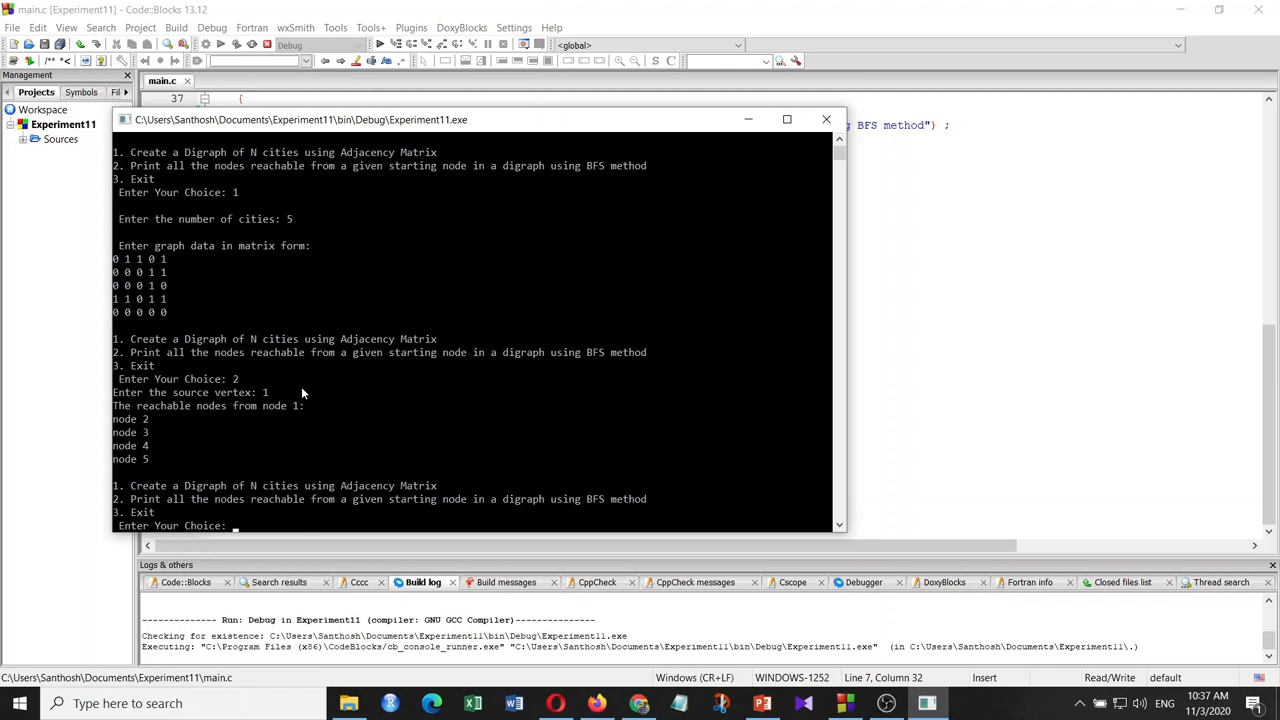 main.c [Experiment11] - Code::Blocks 13.12
File Edit View Search Project Build Debug Fortran wxSmith Tools Tools+ Plugins DoxyBlocks Settings Help
Debug <global>
Management
Projects Symbols Fil
main.c
Workspace
Experiment11
Sources
37 {
g BFS method") ;
C:\Users\Santhosh\Documents\Experiment11\bin\Debug\Experiment11.exe
1. Create a Digraph of N cities using Adjacency Matrix
2. Print all the nodes reachable from a given starting node in a digraph using BFS method
3. Exit
Enter Your Choice: 1
Enter the number of cities: 5
Enter graph data in matrix form:
0 1 1 0 1
0 0 0 1 1
0 0 0 1 0
1 1 0 1 1
0 0 0 0 0
1. Create a Digraph of N cities using Adjacency Matrix
2. Print all the nodes reachable from a given starting node in a digraph using BFS method
3. Exit
Enter Your Choice: 2
Enter the source vertex: 1
The reachable nodes from node 1:
node 2
node 3
node 4
node 5
1. Create a Digraph of N cities using Adjacency Matrix
2. Print all the nodes reachable from a given starting node in a digraph using BFS method
3. Exit
Enter Your Choice:
Logs & others
Code::Blocks Search results Cccc Build log Build messages CppCheck CppCheck messages Cscope Debugger DoxyBlocks Fortran info Closed files list Thread search
-------------- Run: Debug in Experiment11 (compiler: GNU GCC Compiler)---------------
Checking for existence: C:\Users\Santhosh\Documents\Experiment11\bin\Debug\Experiment11.exe
Executing: "C:\Program Files (x86)\CodeBlocks/cb_console_runner.exe" "C:\Users\Santhosh\Documents\Experiment11\bin\Debug\Experiment11.exe" (in C:\Users\Santhosh\Documents\Experiment11\.)
C:\Users\Santhosh\Documents\Experiment11\main.c Windows (CR+LF) WINDOWS-1252 Line 7, Column 32 Insert Read/Write default
Type here to search
ENG
10:37 AM
11/3/2020